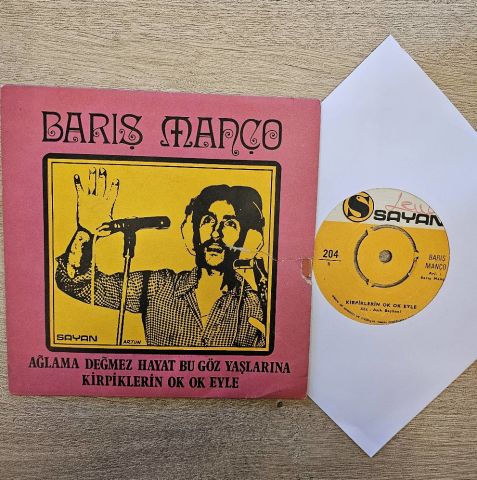 BARIŞ MANÇO
SAYAN
ARTUN
AĞLAMA DEĞMEZ HAYAT BU GÖZ YAŞLARINA
KİRPİKLERİN OK OK EYLE
S SAYAN
204
BARIŞ
MANÇO
KİRPİKLERİN OK OK EYLE